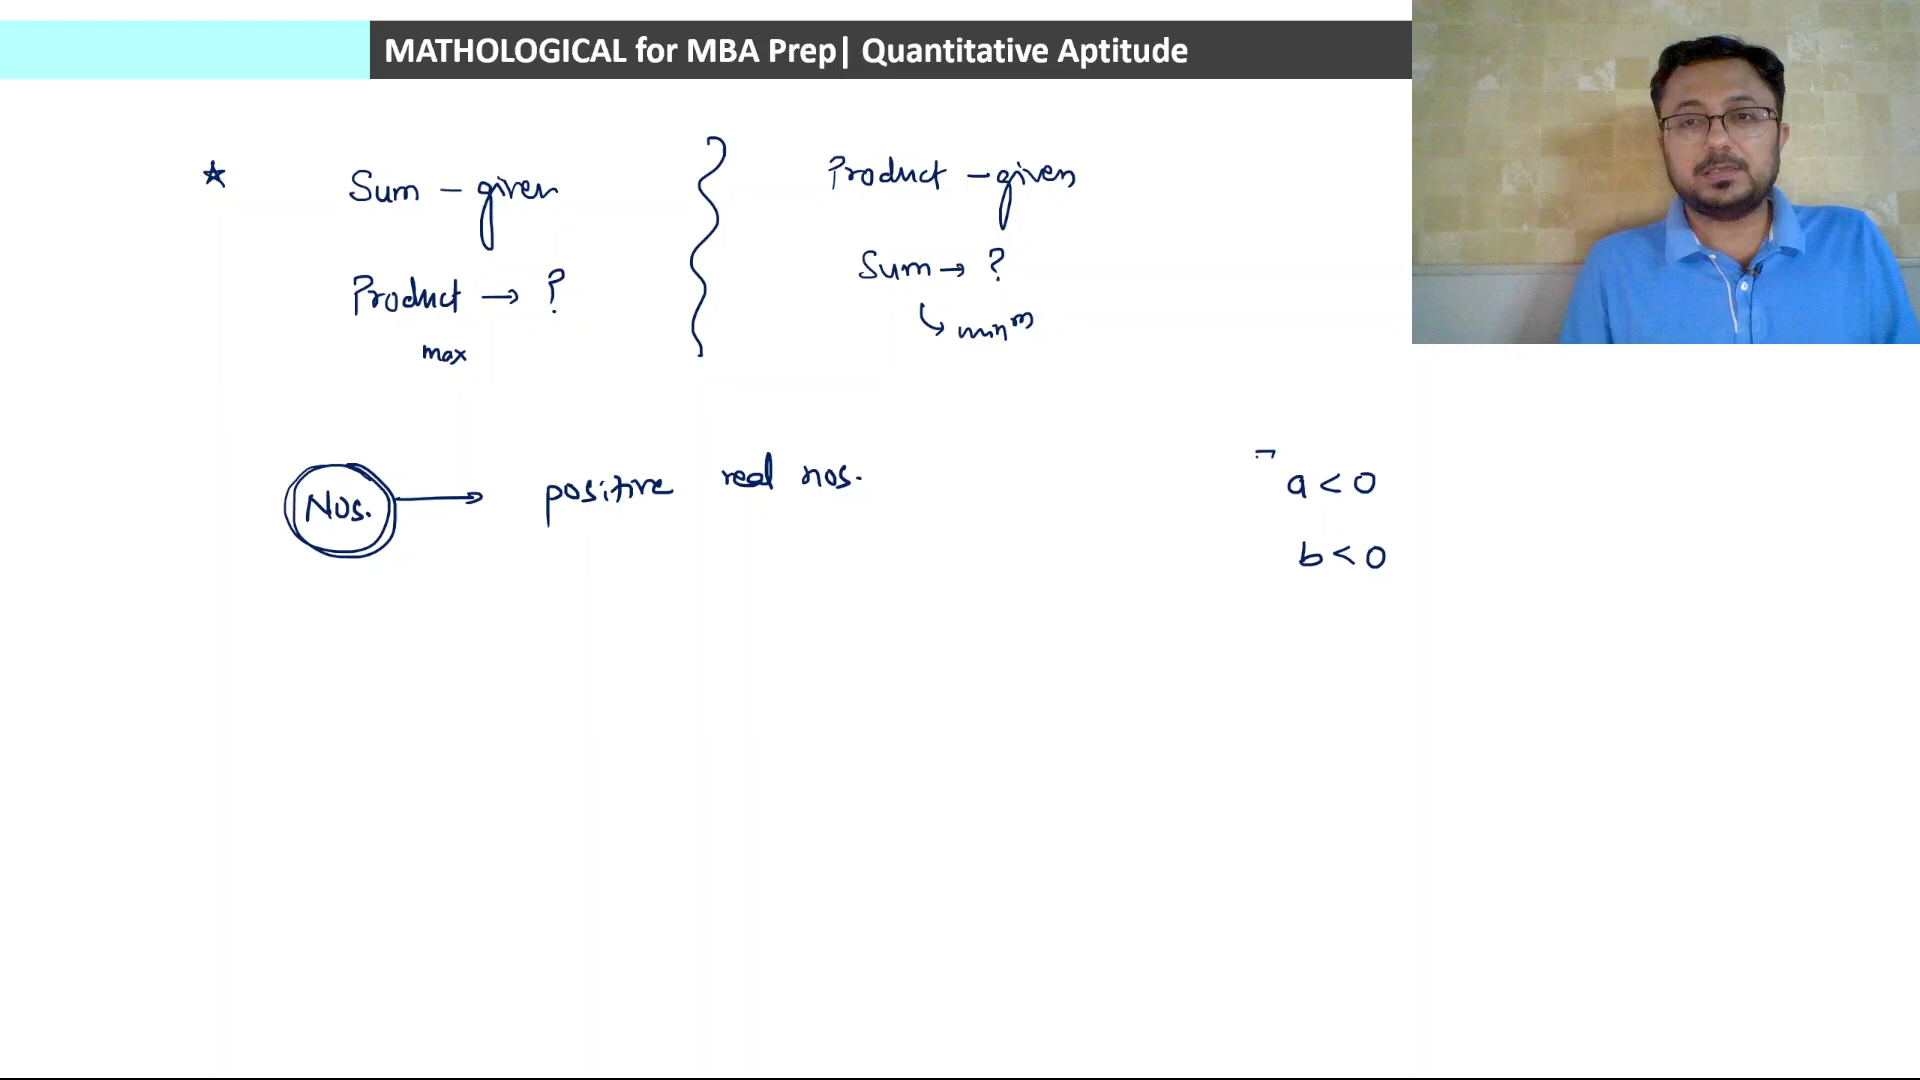 MATHOLOGICAL for MBA Prep| Quantitative Aptitude
Sum – given
Product → ?
max
Product – given
Sum → ?
↳ minm
Nos. → positive real nos.
a < 0
b < 0